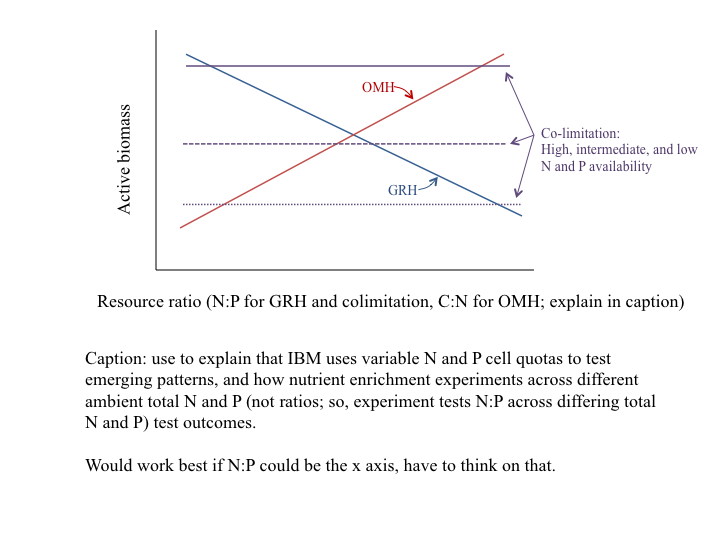 OMH
Active biomass
Co-limitation:
High, intermediate, and low
N and P availability
GRH
Resource ratio (N:P for GRH and colimitation, C:N for OMH; explain in caption)
Caption: use to explain that IBM uses variable N and P cell quotas to test
emerging patterns, and how nutrient enrichment experiments across different
ambient total N and P (not ratios; so, experiment tests N:P across differing total
N and P) test outcomes.
Would work best if N:P could be the x axis, have to think on that.